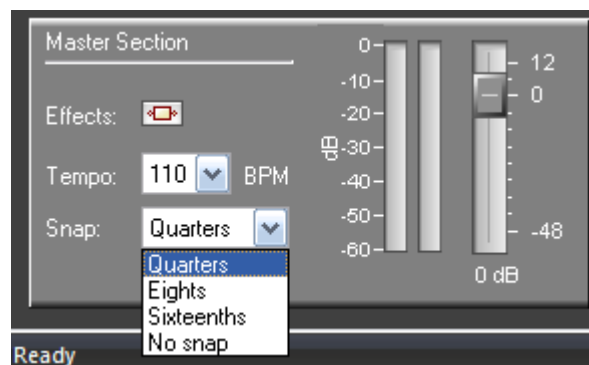 Master Section
Effects:
Tempo: 110 BPM
Snap: Quarters
Quarters
Eights
Sixteenths
No snap
dB
0
-10
-20
-30
-40
-50
-60
12
0
-48
0 dB
Ready